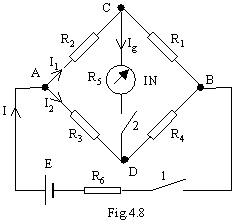 C
R2 I1 Ig R1
A R5 IN B
I I2 2
R3 R4
D
E R6 1
Fig.4.8